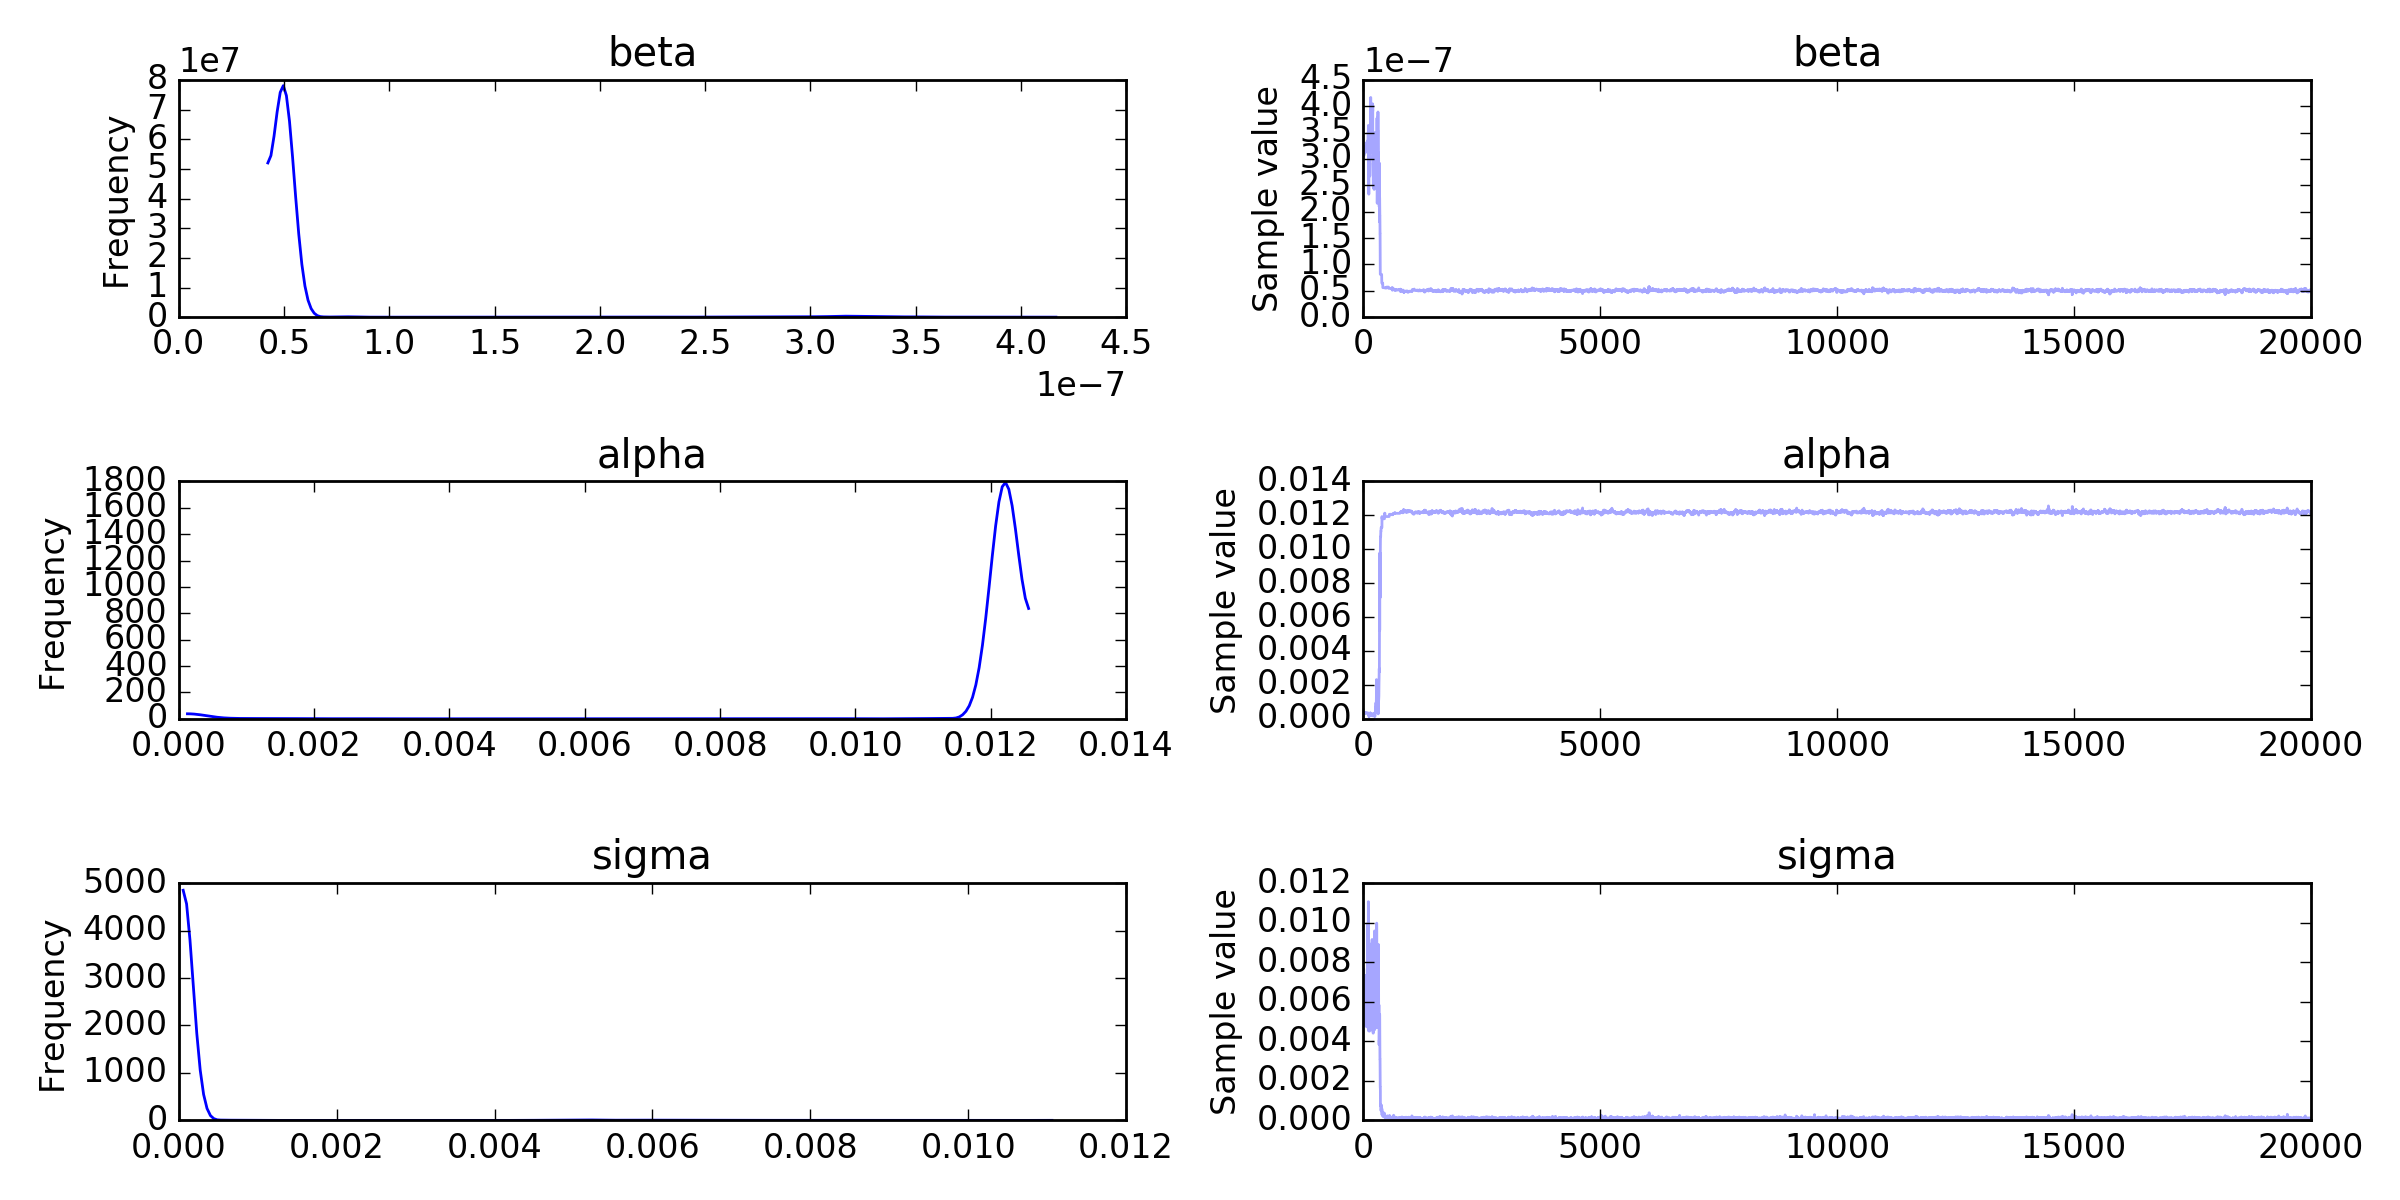 beta
1e7
Frequency
8
7
6
5
4
3
2
1
0
0.0 0.5 1.0 1.5 2.0 2.5 3.0 3.5 4.0 4.5
1e−7
beta
1e−7
Sample value
4.5
4.0
3.5
3.0
2.5
2.0
1.5
1.0
0.5
0.0
0 5000 10000 15000 20000
alpha
Frequency
1800
1600
1400
1200
1000
800
600
400
200
0
0.000 0.002 0.004 0.006 0.008 0.010 0.012 0.014
alpha
Sample value
0.014
0.012
0.010
0.008
0.006
0.004
0.002
0.000
0 5000 10000 15000 20000
sigma
Frequency
5000
4000
3000
2000
1000
0
0.000 0.002 0.004 0.006 0.008 0.010 0.012
sigma
Sample value
0.012
0.010
0.008
0.006
0.004
0.002
0.000
0 5000 10000 15000 20000